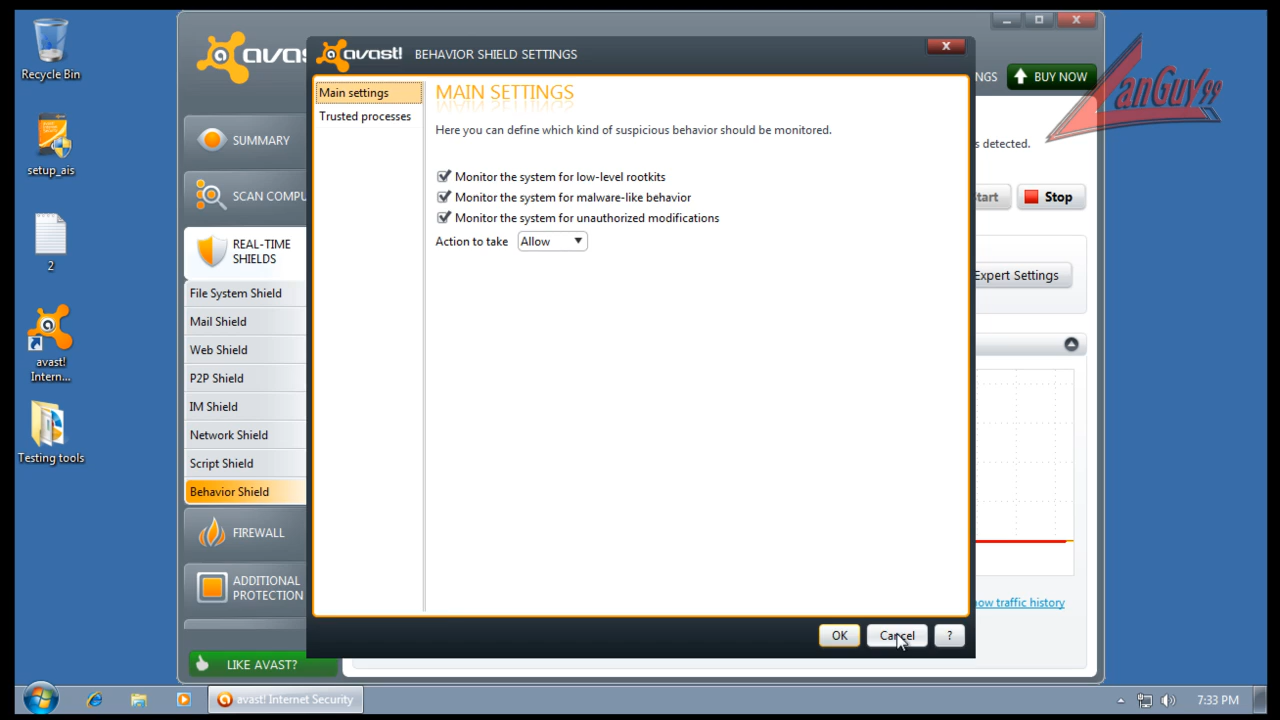 Recycle Bin
setup_ais
2
avast!
Intern...
Testing tools
avas
NGS
BUY NOW
anGuy99
s detected.
SUMMARY
SCAN COMPU
REAL-TIME
SHIELDS
File System Shield
Mail Shield
Web Shield
P2P Shield
IM Shield
Network Shield
Script Shield
Behavior Shield
FIREWALL
ADDITIONAL
PROTECTION
LIKE AVAST?
tart
Stop
Expert Settings
ow traffic history
avast! BEHAVIOR SHIELD SETTINGS
Main settings
Trusted processes
MAIN SETTINGS
Here you can define which kind of suspicious behavior should be monitored.
Monitor the system for low-level rootkits
Monitor the system for malware-like behavior
Monitor the system for unauthorized modifications
Action to take Allow
OK
Cancel
?
avast! Internet Security
7:33 PM